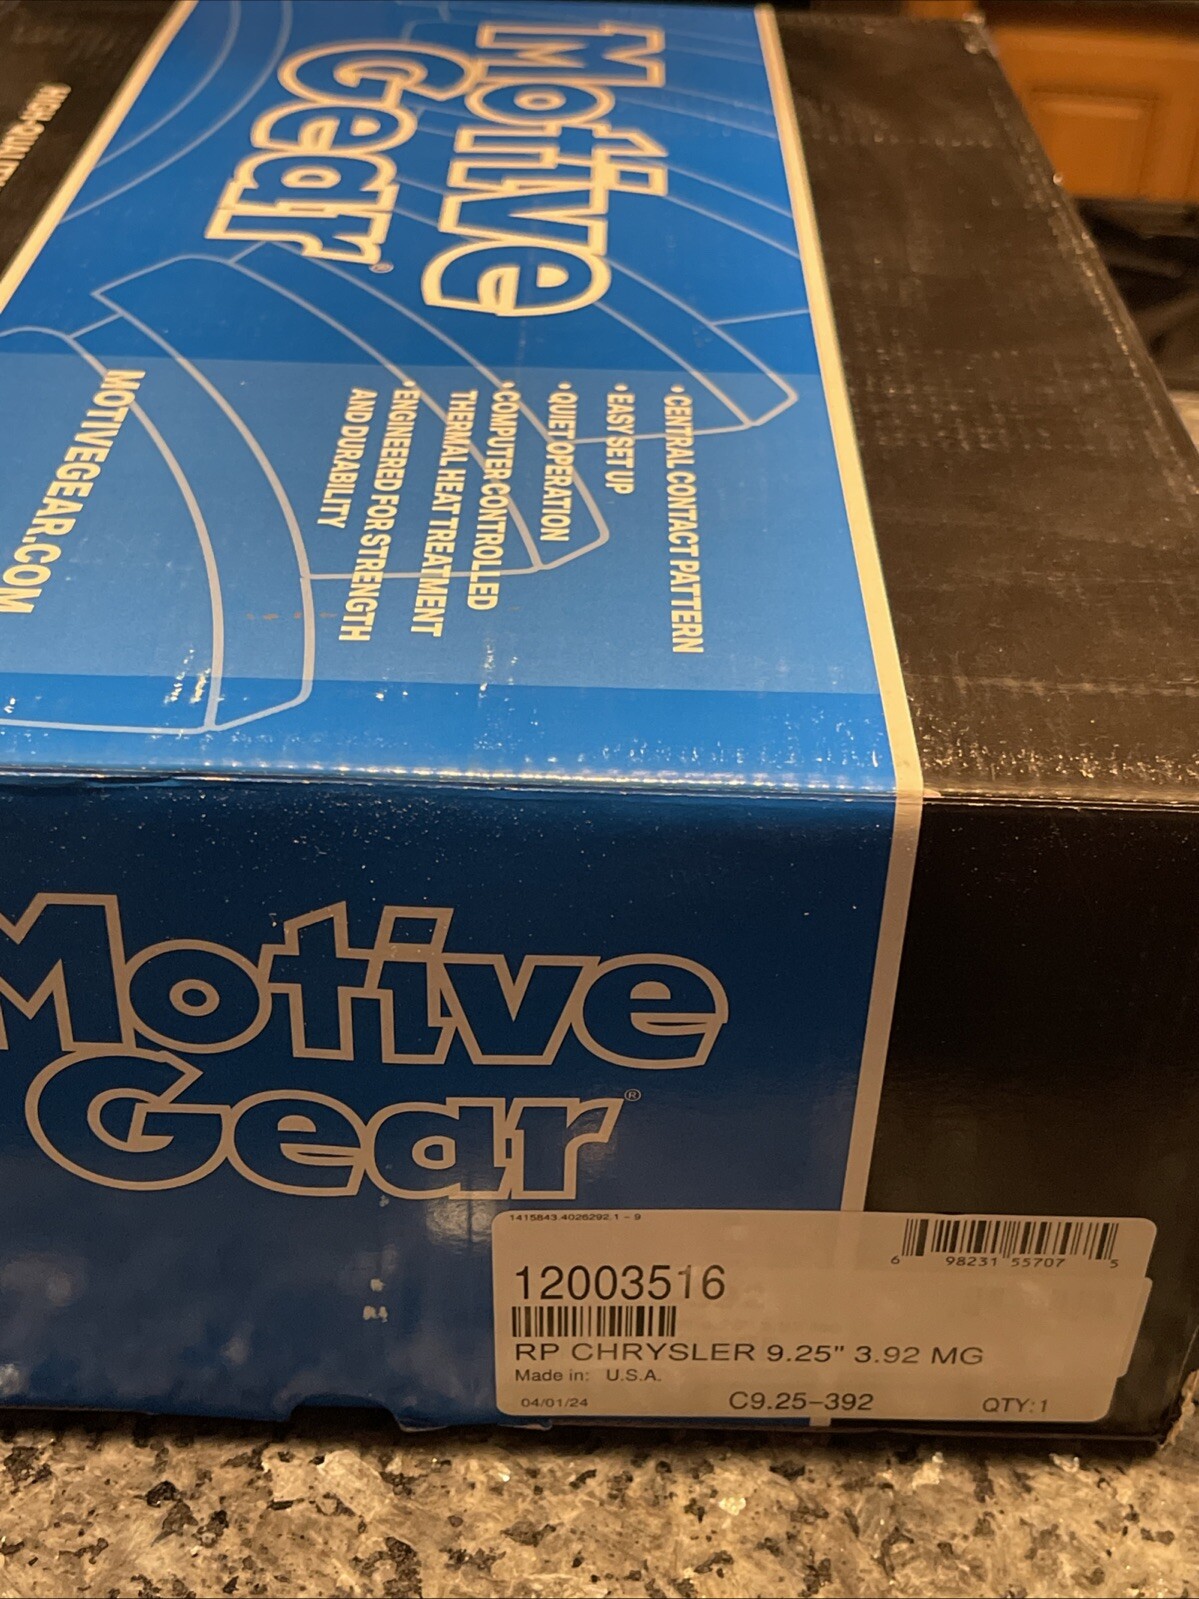 Motive
Gear®
• CENTRAL CONTACT PATTERN
• EASY SET UP
• QUIET OPERATION
• COMPUTER CONTROLLED
THERMAL HEAT TREATMENT
• ENGINEERED FOR STRENGTH
AND DURABILITY
MOTIVEGEAR.COM
Motive
Gear®
1415843.4026292.1 - 9
6 98231 55707 5
12003516
RP CHRYSLER 9.25" 3.92 MG
Made in: U.S.A.
04/01/24 C9.25-392 QTY:1